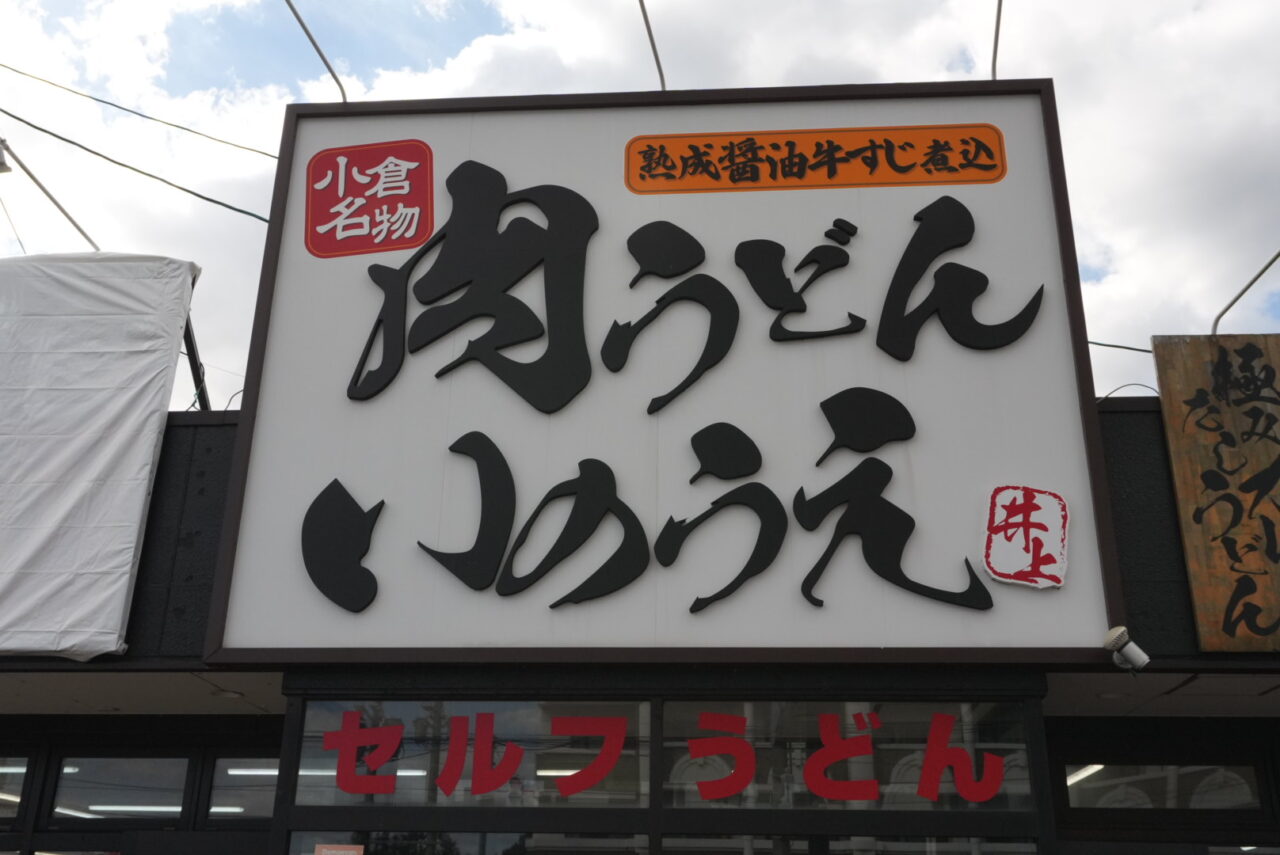 小倉
名物
熟成醤油牛すじ煮込
肉うどん
いのうえ
井上
極み
だしうどん
セルフうどん